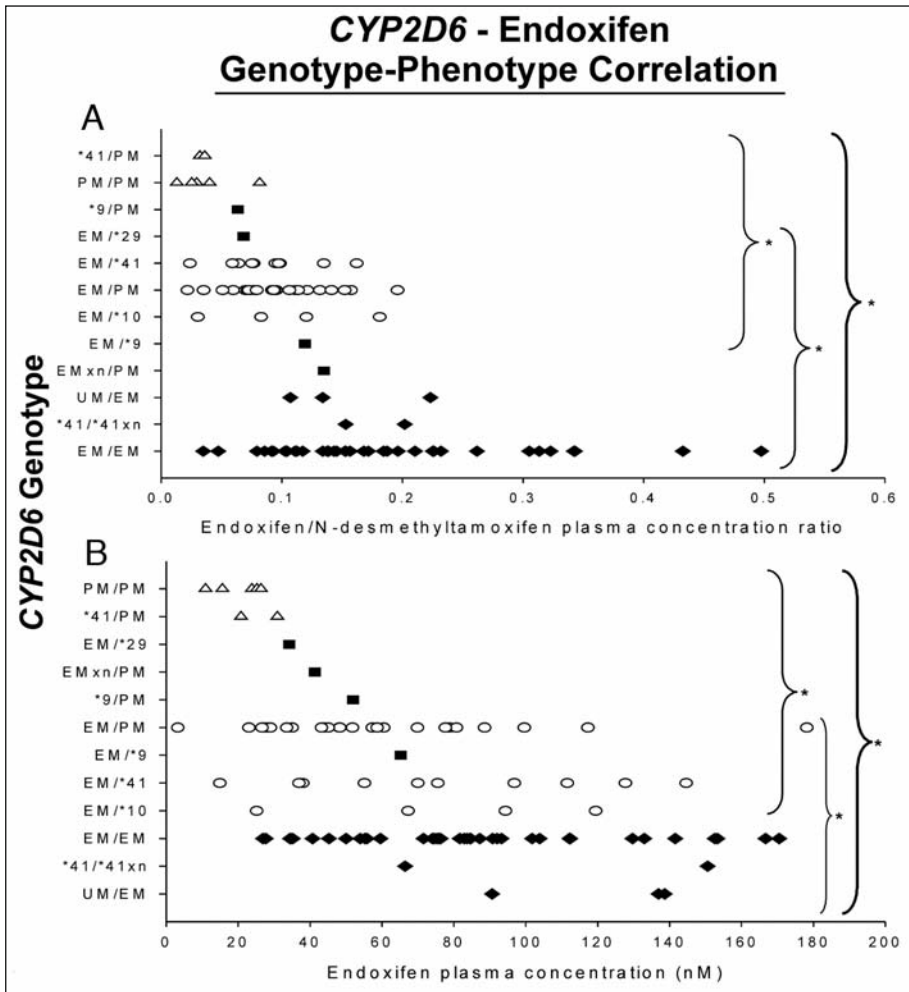 CYP2D6 - Endoxifen
Genotype-Phenotype Correlation
CYP2D6 Genotype
A
*41/PM
PM/PM
*9/PM
EM/*29
EM/*41
EM/PM
EM/*10
EM/*9
EMxn/PM
UM/EM
*41/*41xn
EM/EM
*
*
*
0.0 0.1 0.2 0.3 0.4 0.5 0.6
Endoxifen/N-desmethyltamoxifen plasma concentration ratio
B
PM/PM
*41/PM
EM/*29
EMxn/PM
*9/PM
EM/PM
EM/*9
EM/*41
EM/*10
EM/EM
*41/*41xn
UM/EM
*
*
*
0 20 40 60 80 100 120 140 160 180 200
Endoxifen plasma concentration (nM)